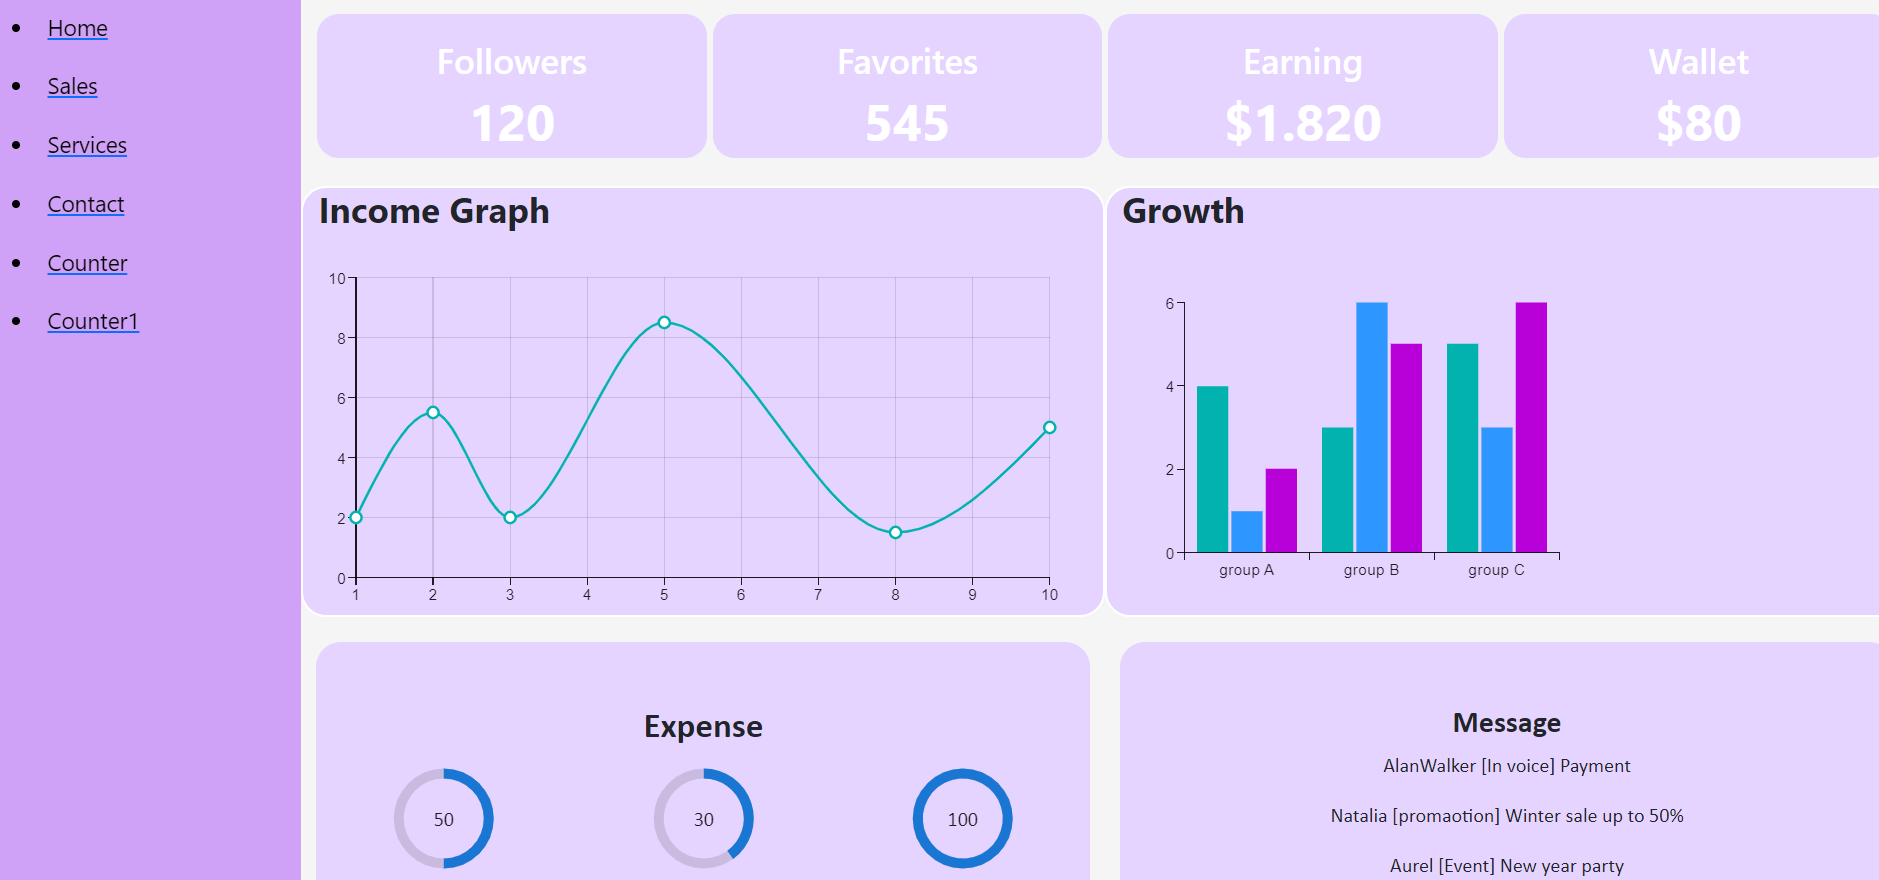 Home
Sales
Services
Contact
Counter
Counter1
Followers
120
Favorites
545
Earning
$1.820
Wallet
$80
Income Graph
10
8
6
4
2
0
1 2 3 4 5 6 7 8 9 10
Growth
6
4
2
0
group A group B group C
Expense
50 30 100
Message
AlanWalker [In voice] Payment
Natalia [promaotion] Winter sale up to 50%
Aurel [Event] New year party